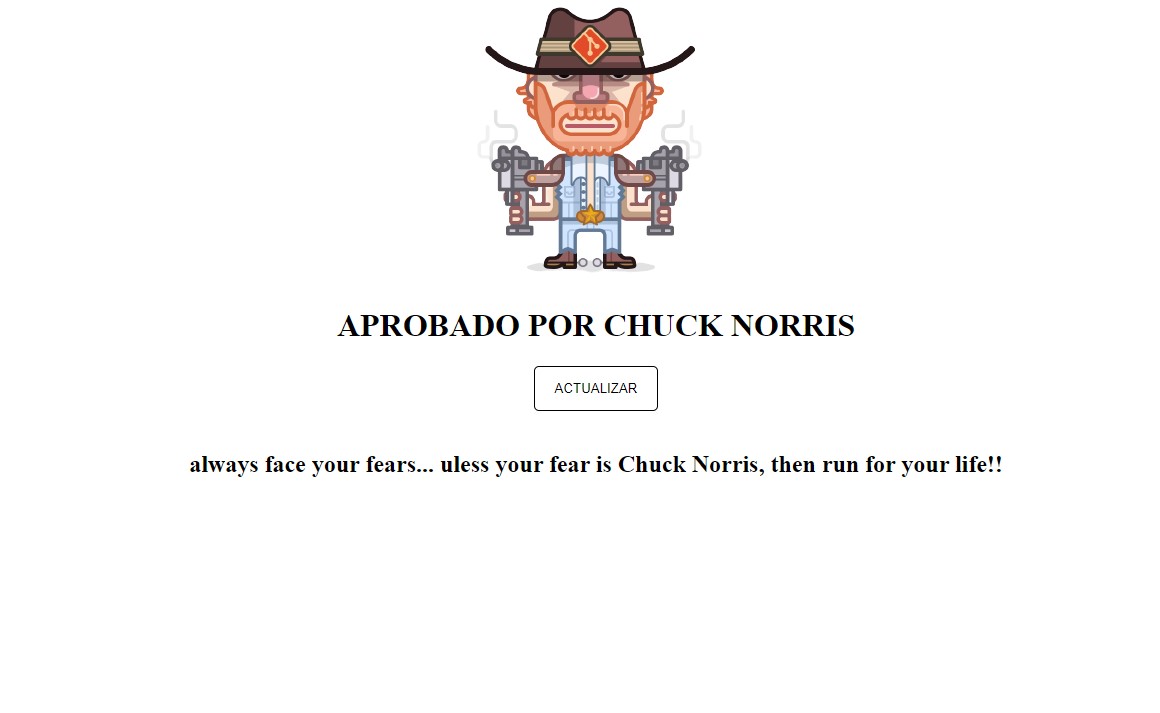 APROBADO POR CHUCK NORRIS
ACTUALIZAR
always face your fears... uless your fear is Chuck Norris, then run for your life!!